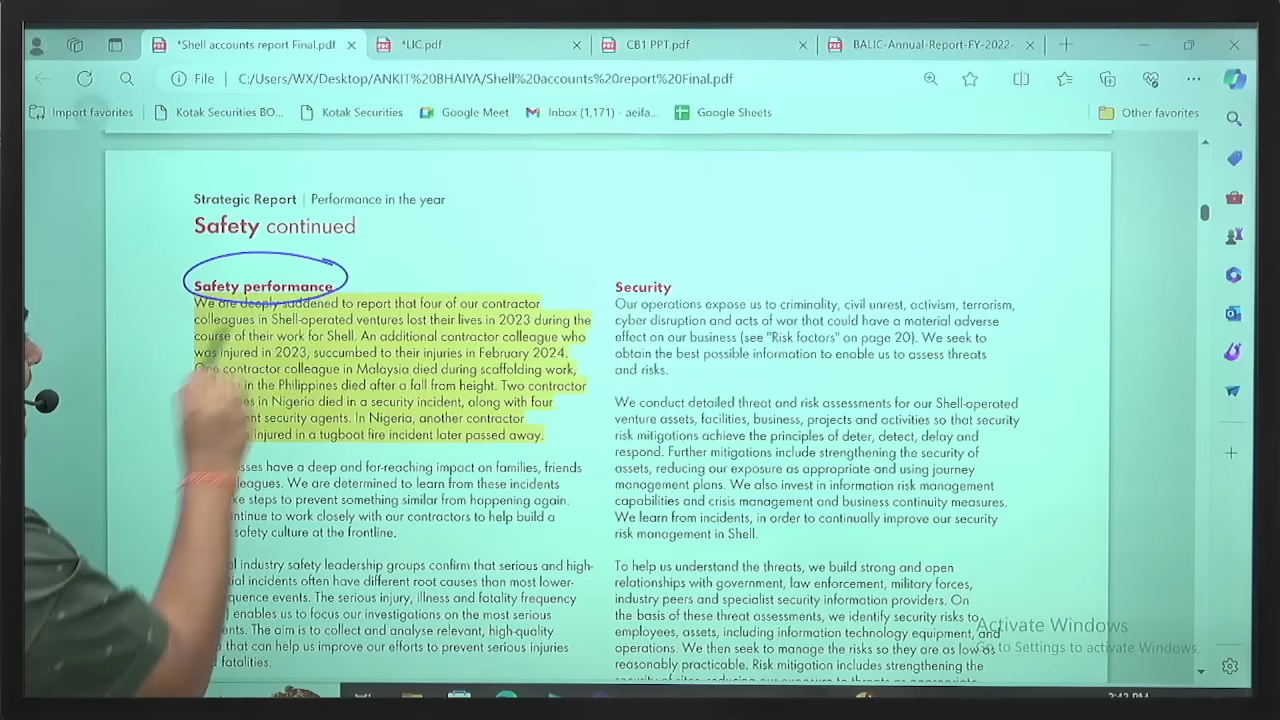 *Shell accounts report Final.pdf
*LIC.pdf
CB1 PPT.pdf
BALIC-Annual-Report-FY-2022-
File
C:/Users/WX/Desktop/ANKIT%20BHAIYA/Shell%20accounts%20report%20Final.pdf
Import favorites
Kotak Securities BO...
Kotak Securities
Google Meet
Inbox (1,171) - aeifa...
Google Sheets
Other favorites
Strategic Report | Performance in the year
Safety continued
Safety performance
We are deeply saddened to report that four of our contractor
colleagues in Shell-operated ventures lost their lives in 2023 during the
course of their work for Shell. An additional contractor colleague who
was injured in 2023, succumbed to their injuries in February 2024.
One contractor colleague in Malaysia died during scaffolding work,
in the Philippines died after a fall from height. Two contractor
in Nigeria died in a security incident, along with four
security agents. In Nigeria, another contractor
injured in a tugboat fire incident later passed away.
have a deep and far-reaching impact on families, friends
We are determined to learn from these incidents
steps to prevent something similar from happening again.
to work closely with our contractors to help build a
safety culture at the frontline.
industry safety leadership groups confirm that serious and high-
incidents often have different root causes than most lower-
events. The serious injury, illness and fatality frequency
enables us to focus our investigations on the most serious
The aim is to collect and analyse relevant, high-quality
that can help us improve our efforts to prevent serious injuries
fatalities.
Security
Our operations expose us to criminality, civil unrest, activism, terrorism,
cyber disruption and acts of war that could have a material adverse
effect on our business (see "Risk factors" on page 20). We seek to
obtain the best possible information to enable us to assess threats
and risks.
We conduct detailed threat and risk assessments for our Shell-operated
venture assets, facilities, business, projects and activities so that security
risk mitigations achieve the principles of deter, detect, delay and
respond. Further mitigations include strengthening the security of
assets, reducing our exposure as appropriate and using journey
management plans. We also invest in information risk management
capabilities and crisis management and business continuity measures.
We learn from incidents, in order to continually improve our security
risk management in Shell.
To help us understand the threats, we build strong and open
relationships with government, law enforcement, military forces,
industry peers and specialist security information providers. On
the basis of these threat assessments, we identify security risks to
employees, assets, including information technology equipment, and
operations. We then seek to manage the risks so they are as low as
reasonably practicable. Risk mitigation includes strengthening the
Activate Windows
Go to Settings to activate Windows.